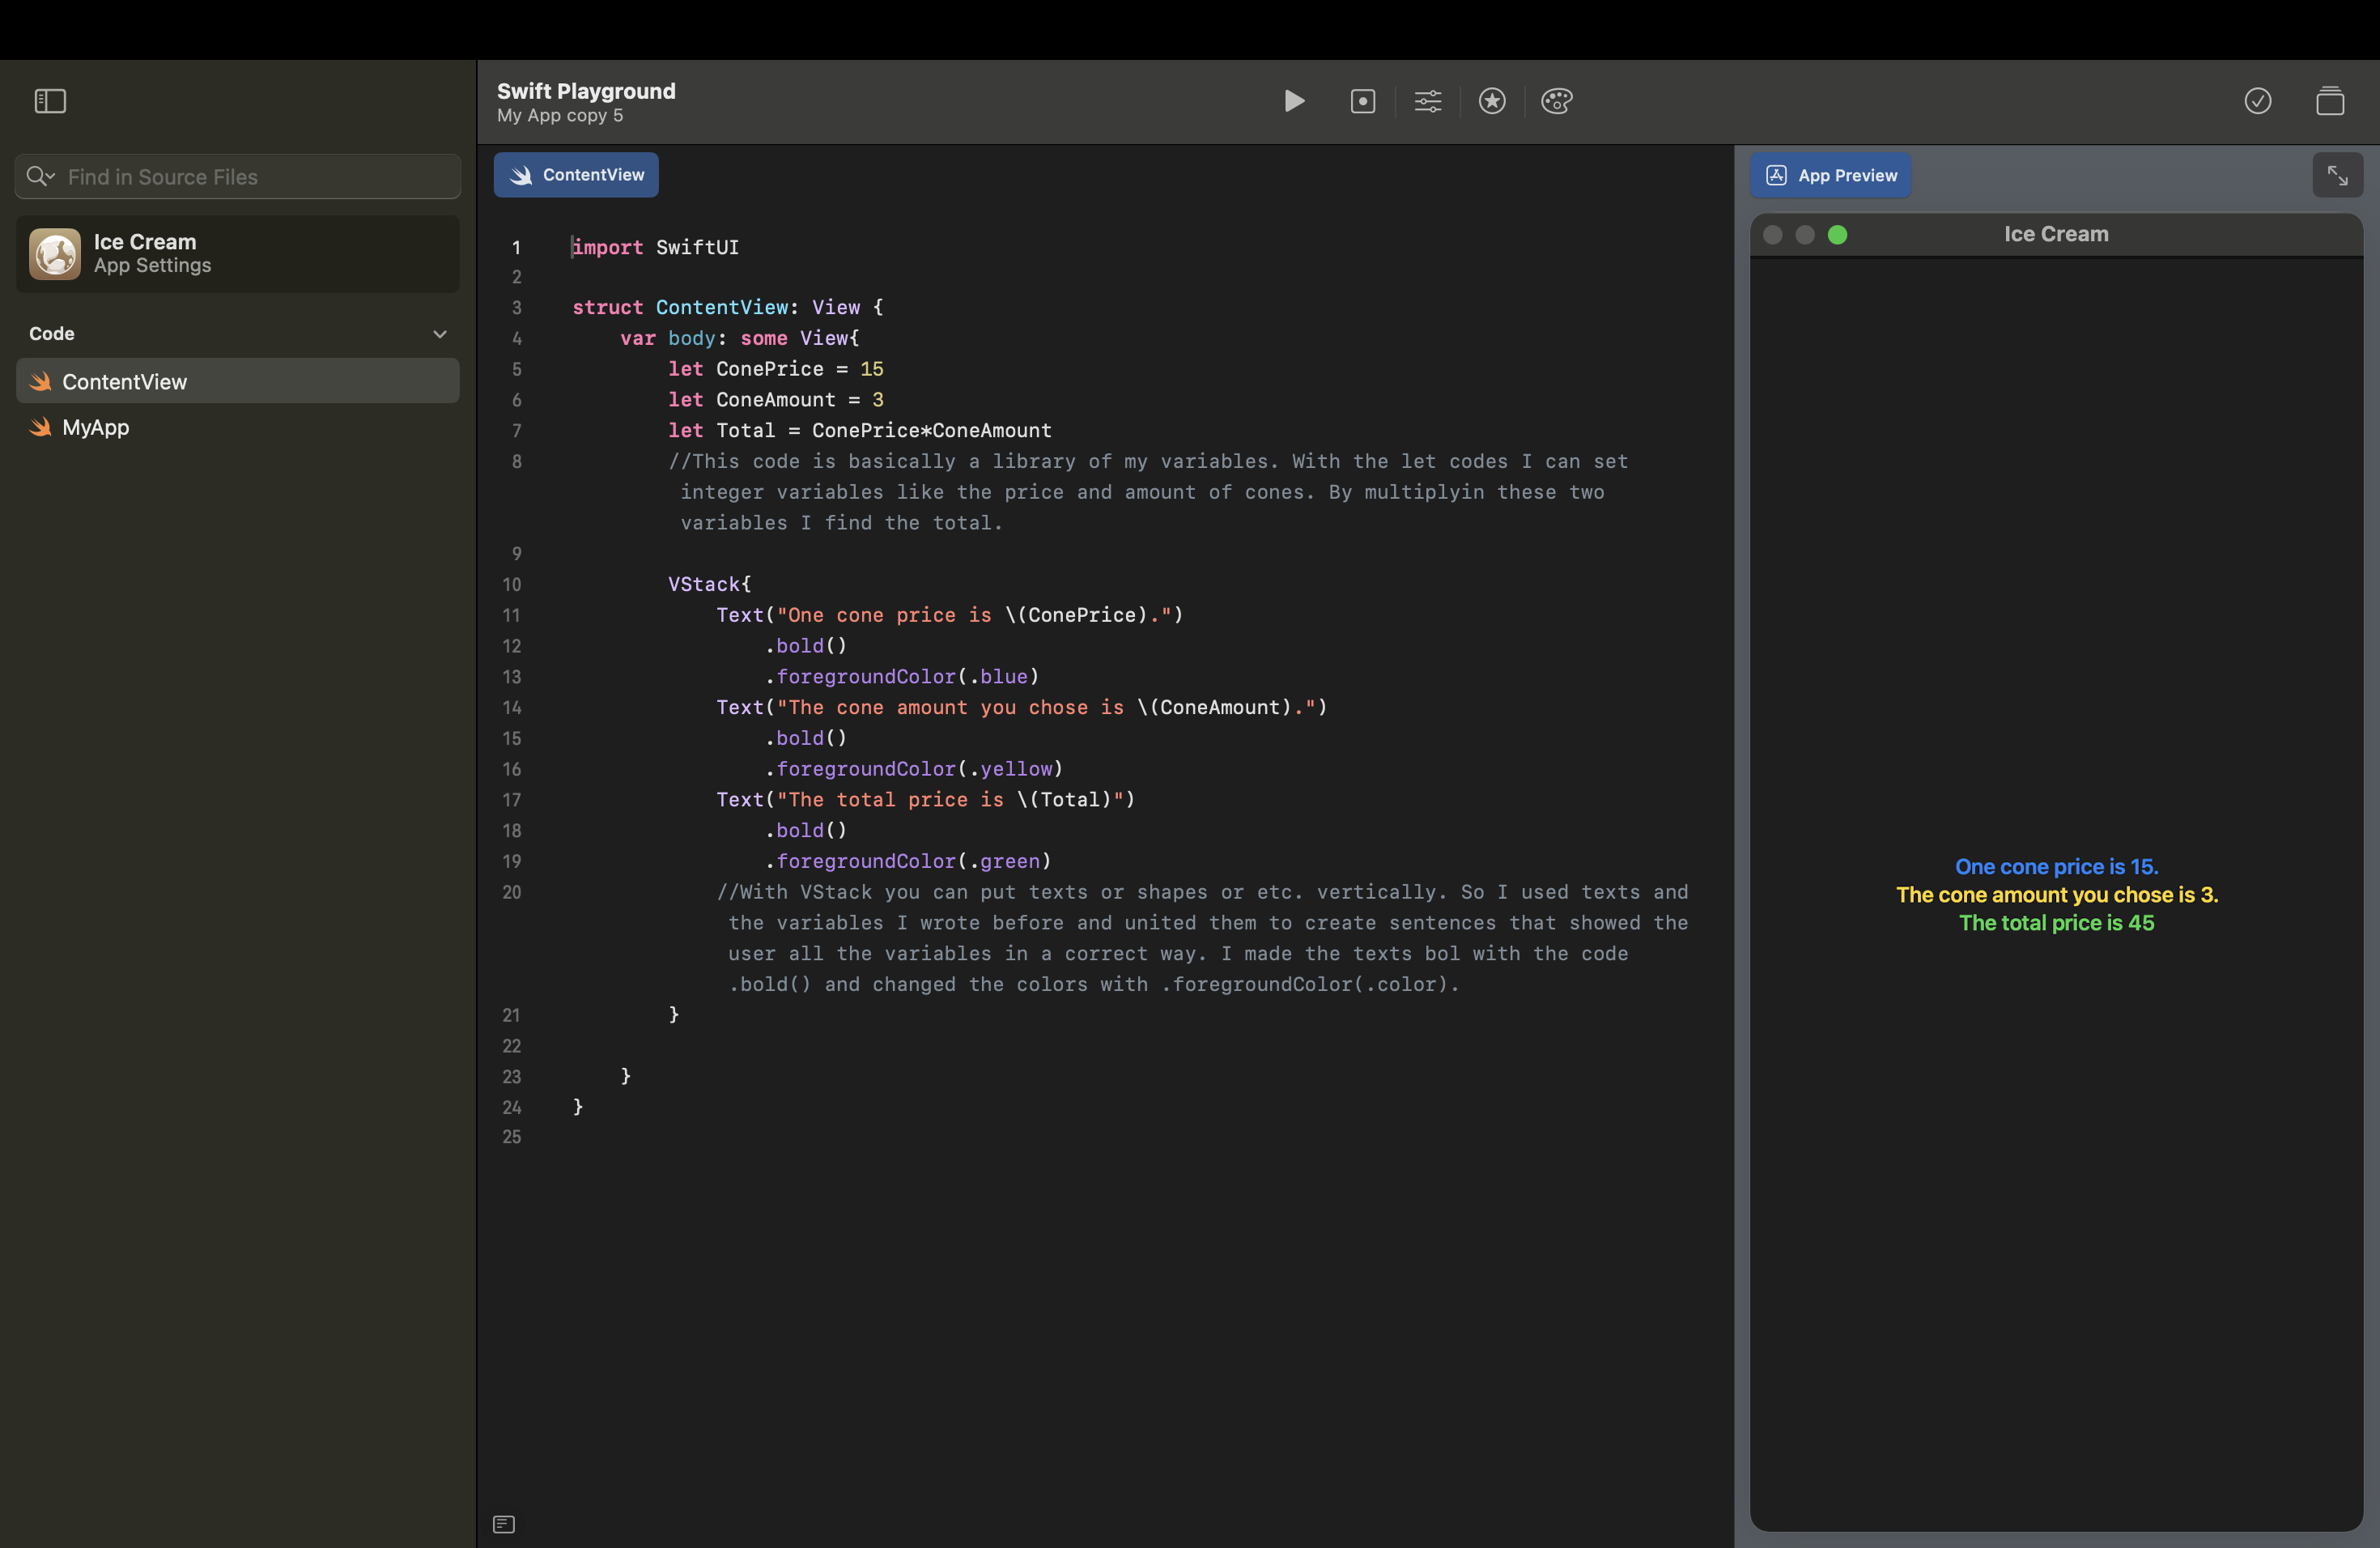 Swift Playground
My App copy 5
Find in Source Files
Ice Cream
App Settings
Code
ContentView
MyApp
ContentView
1 import SwiftUI
2
3 struct ContentView: View {
4 var body: some View{
5 let ConePrice = 15
6 let ConeAmount = 3
7 let Total = ConePrice*ConeAmount
8 //This code is basically a library of my variables. With the let codes I can set
integer variables like the price and amount of cones. By multiplyin these two
variables I find the total.
9
10 VStack{
11 Text("One cone price is \(ConePrice).")
12 .bold()
13 .foregroundColor(.blue)
14 Text("The cone amount you chose is \(ConeAmount).")
15 .bold()
16 .foregroundColor(.yellow)
17 Text("The total price is \(Total)")
18 .bold()
19 .foregroundColor(.green)
20 //With VStack you can put texts or shapes or etc. vertically. So I used texts and
the variables I wrote before and united them to create sentences that showed the
user all the variables in a correct way. I made the texts bol with the code
.bold() and changed the colors with .foregroundColor(.color).
21 }
22
23 }
24 }
25
App Preview
Ice Cream
One cone price is 15.
The cone amount you chose is 3.
The total price is 45